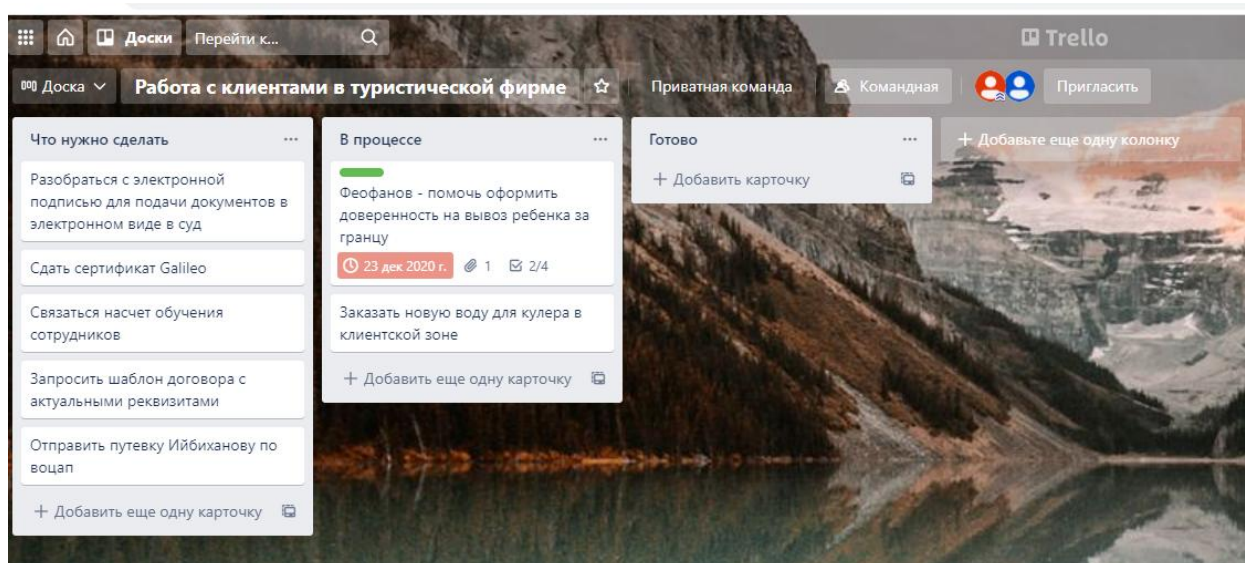 Доски
Перейти к...
Trello
Доска
Работа с клиентами в туристической фирме
Приватная команда
Командная
Пригласить
Что нужно сделать
Разобраться с электронной
подписью для подачи документов в
электронном виде в суд
Сдать сертификат Galileo
Связаться насчет обучения
сотрудников
Запросить шаблон договора с
актуальными реквизитами
Отправить путевку Ийбиханову по
воцап
+ Добавить еще одну карточку
В процессе
Феофанов - помочь оформить
доверенность на вывоз ребенка за
гранцу
23 дек 2020 г. 1 2/4
Заказать новую воду для кулера в
клиентской зоне
+ Добавить еще одну карточку
Готово
+ Добавить карточку
+ Добавьте еще одну колонку